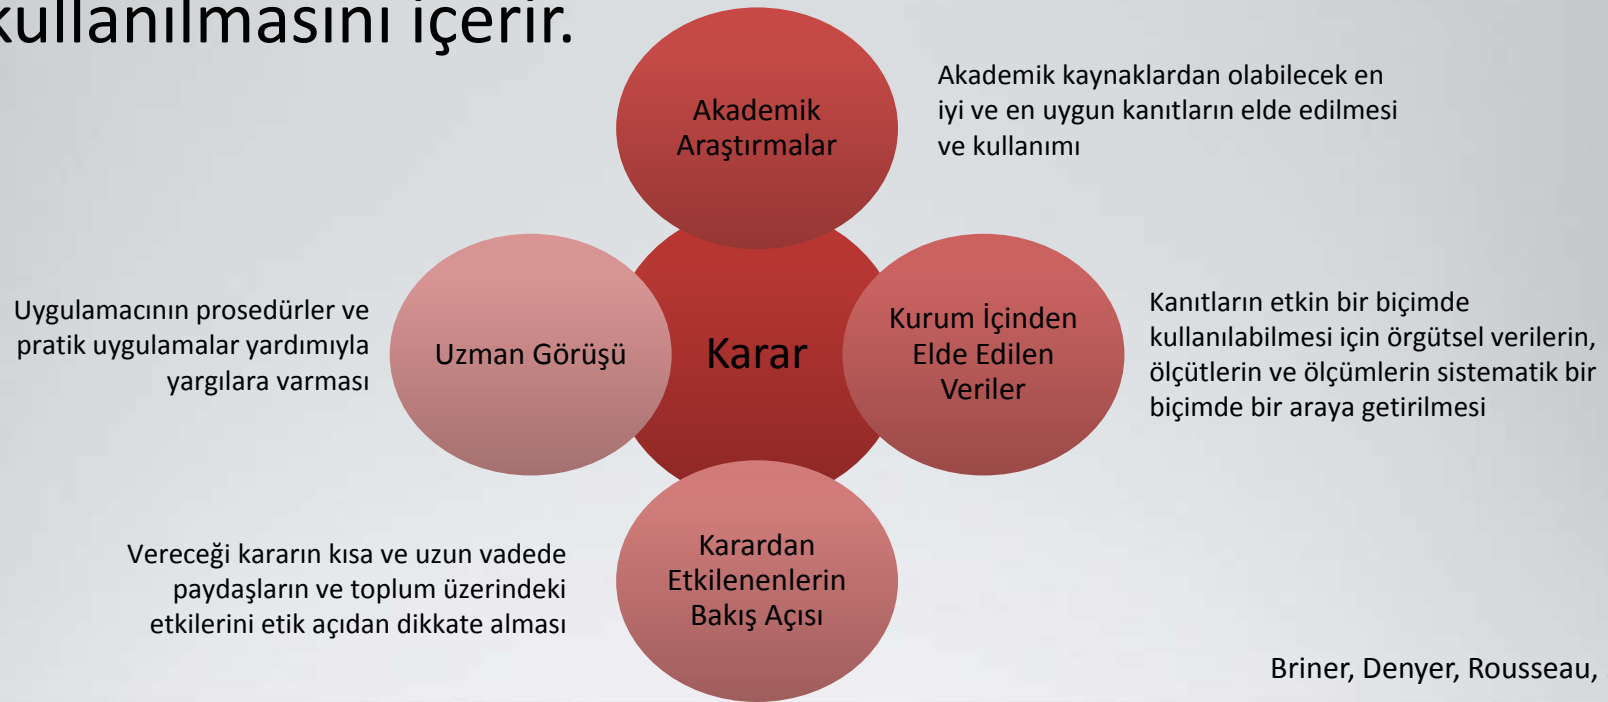 kullanılmasını içerir.
Akademik
Araştırmalar
Akademik kaynaklardan olabilecek en
iyi ve en uygun kanıtların elde edilmesi
ve kullanımı
Uygulamacının prosedürler ve
pratik uygulamalar yardımıyla
yargılara varması
Uzman Görüşü
Karar
Kurum İçinden
Elde Edilen
Veriler
Kanıtların etkin bir biçimde
kullanılabilmesi için örgütsel verilerin,
ölçütlerin ve ölçümlerin sistematik bir
biçimde bir araya getirilmesi
Vereceği kararın kısa ve uzun vadede
paydaşların ve toplum üzerindeki
etkilerini etik açıdan dikkate alması
Karardan
Etkilenenlerin
Bakış Açısı
Briner, Denyer, Rousseau,